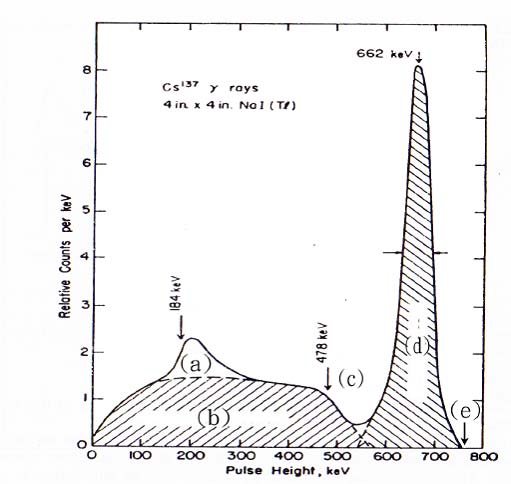 662 keV
Cs137 γ rays
4 in. x 4 in. NaI (Tℓ)
Relative Counts per keV
8
7
6
5
4
3
2
1
0
184 keV
478 keV
(a)
(b)
(c)
(d)
(e)
0 100 200 300 400 500 600 700 800
Pulse Height, keV